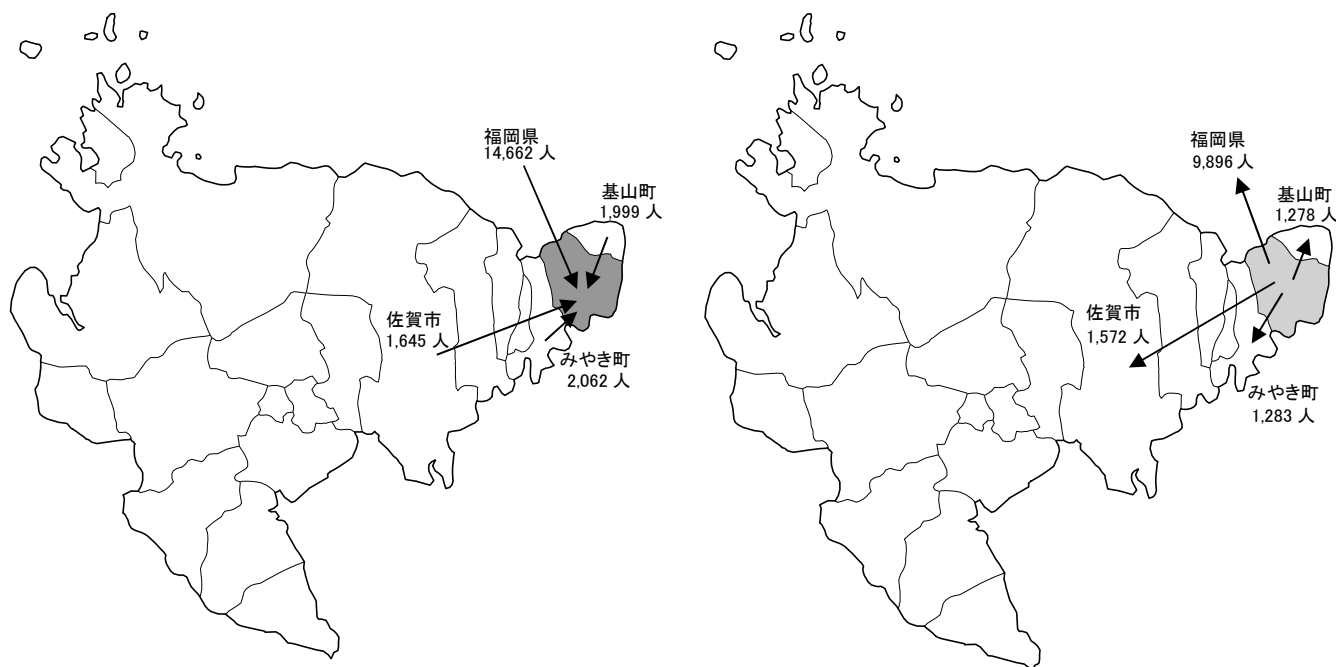 福岡県
14,662 人
基山町
1,999 人
佐賀市
1,645 人
みやき町
2,062 人
福岡県
9,896 人
基山町
1,278 人
佐賀市
1,572 人
みやき町
1,283 人